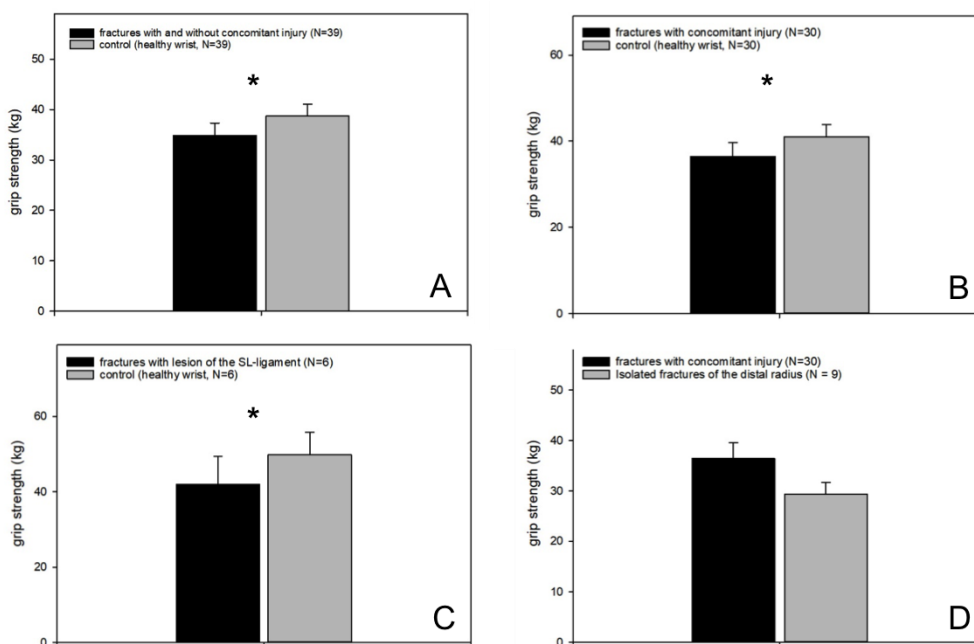 fractures with and without concomitant injury (N=39)
control (healthy wrist, N=39)
50
40
30
20
10
0
grip strength (kg)
*
A
fractures with concomitant injury (N=30)
control (healthy wrist, N=30)
60
40
20
0
grip strength (kg)
*
B
fractures with lesion of the SL-ligament (N=6)
control (healthy wrist, N=6)
60
40
20
0
grip strength (kg)
*
C
fractures with concomitant injury (N=30)
Isolated fractures of the distal radius (N = 9)
50
40
30
20
10
0
grip strength (kg)
D